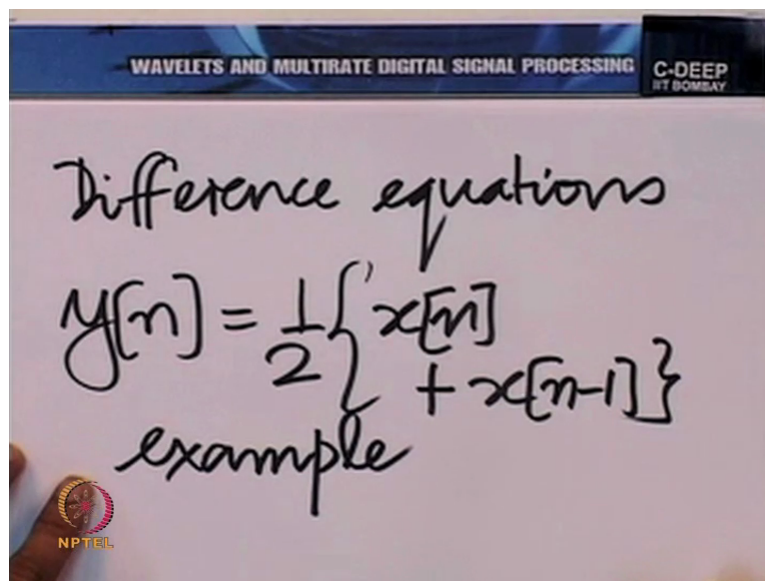 WAVELETS AND MULTIRATE DIGITAL SIGNAL PROCESSING
C-DEEP
IIT BOMBAY
Difference equations
y[n] = 1/2 { x[n]
+ x[n-1] }
example
NPTEL